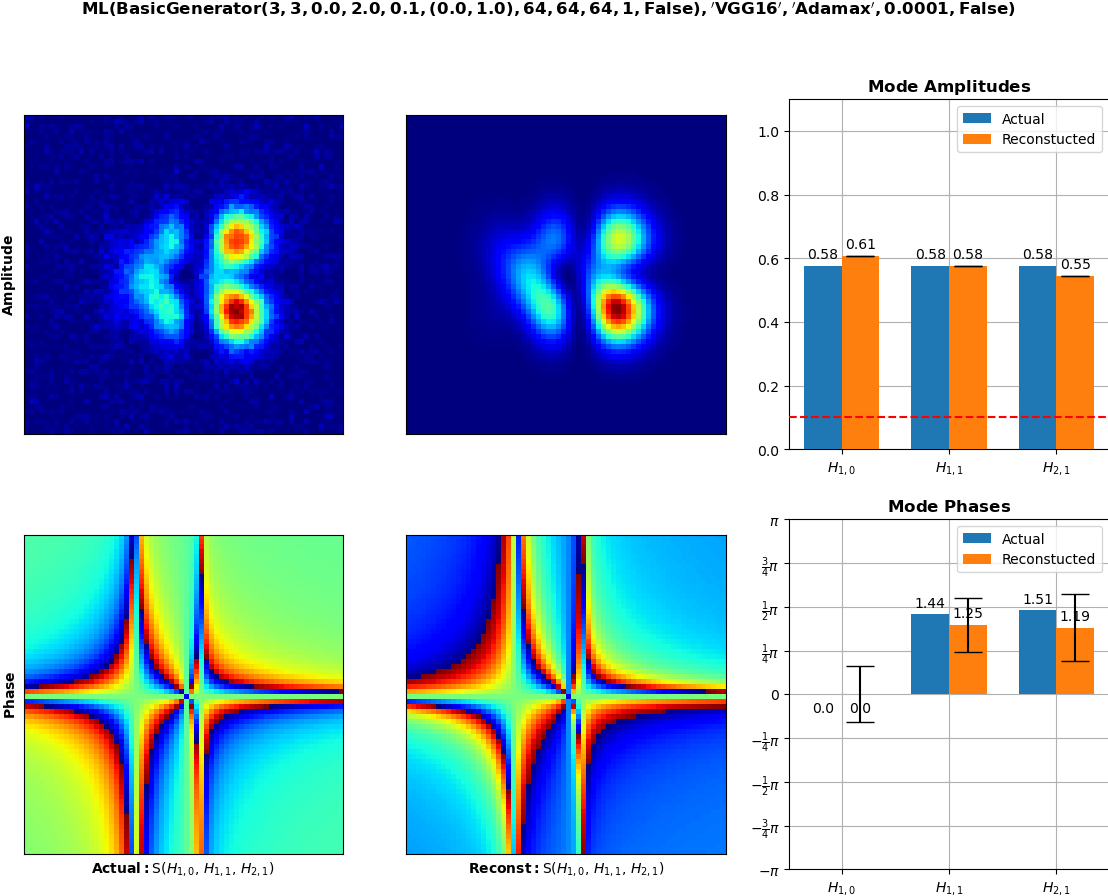 ML(BasicGenerator(3, 3, 0.0, 2.0, 0.1, (0.0, 1.0), 64, 64, 64, 1, False), ′VGG16′, ′Adamax′, 0.0001, False)
Amplitude
Mode Amplitudes
Actual
Reconstucted
1.0
0.8
0.6
0.4
0.2
0.0
0.58
0.61
0.58
0.58
0.58
0.55
H₁,₀
H₁,₁
H₂,₁
Phase
Actual: S(H₁,₀, H₁,₁, H₂,₁)
Reconst: S(H₁,₀, H₁,₁, H₂,₁)
Mode Phases
Actual
Reconstucted
π
3/4π
1/2π
1/4π
0
−1/4π
−1/2π
−3/4π
−π
0.0
0.0
1.44
1.25
1.51
1.19
H₁,₀
H₁,₁
H₂,₁